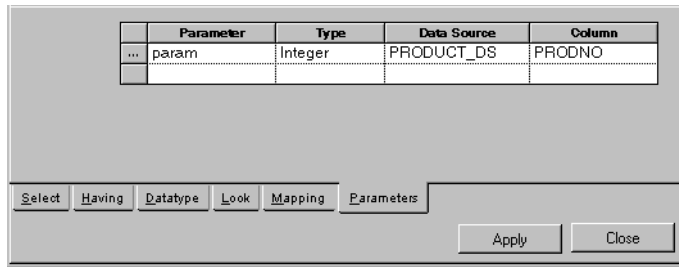 Parameter Type Data Source Column
... param Integer PRODUCT_DS PRODNO
Select Having Datatype Look Mapping Parameters
Apply Close